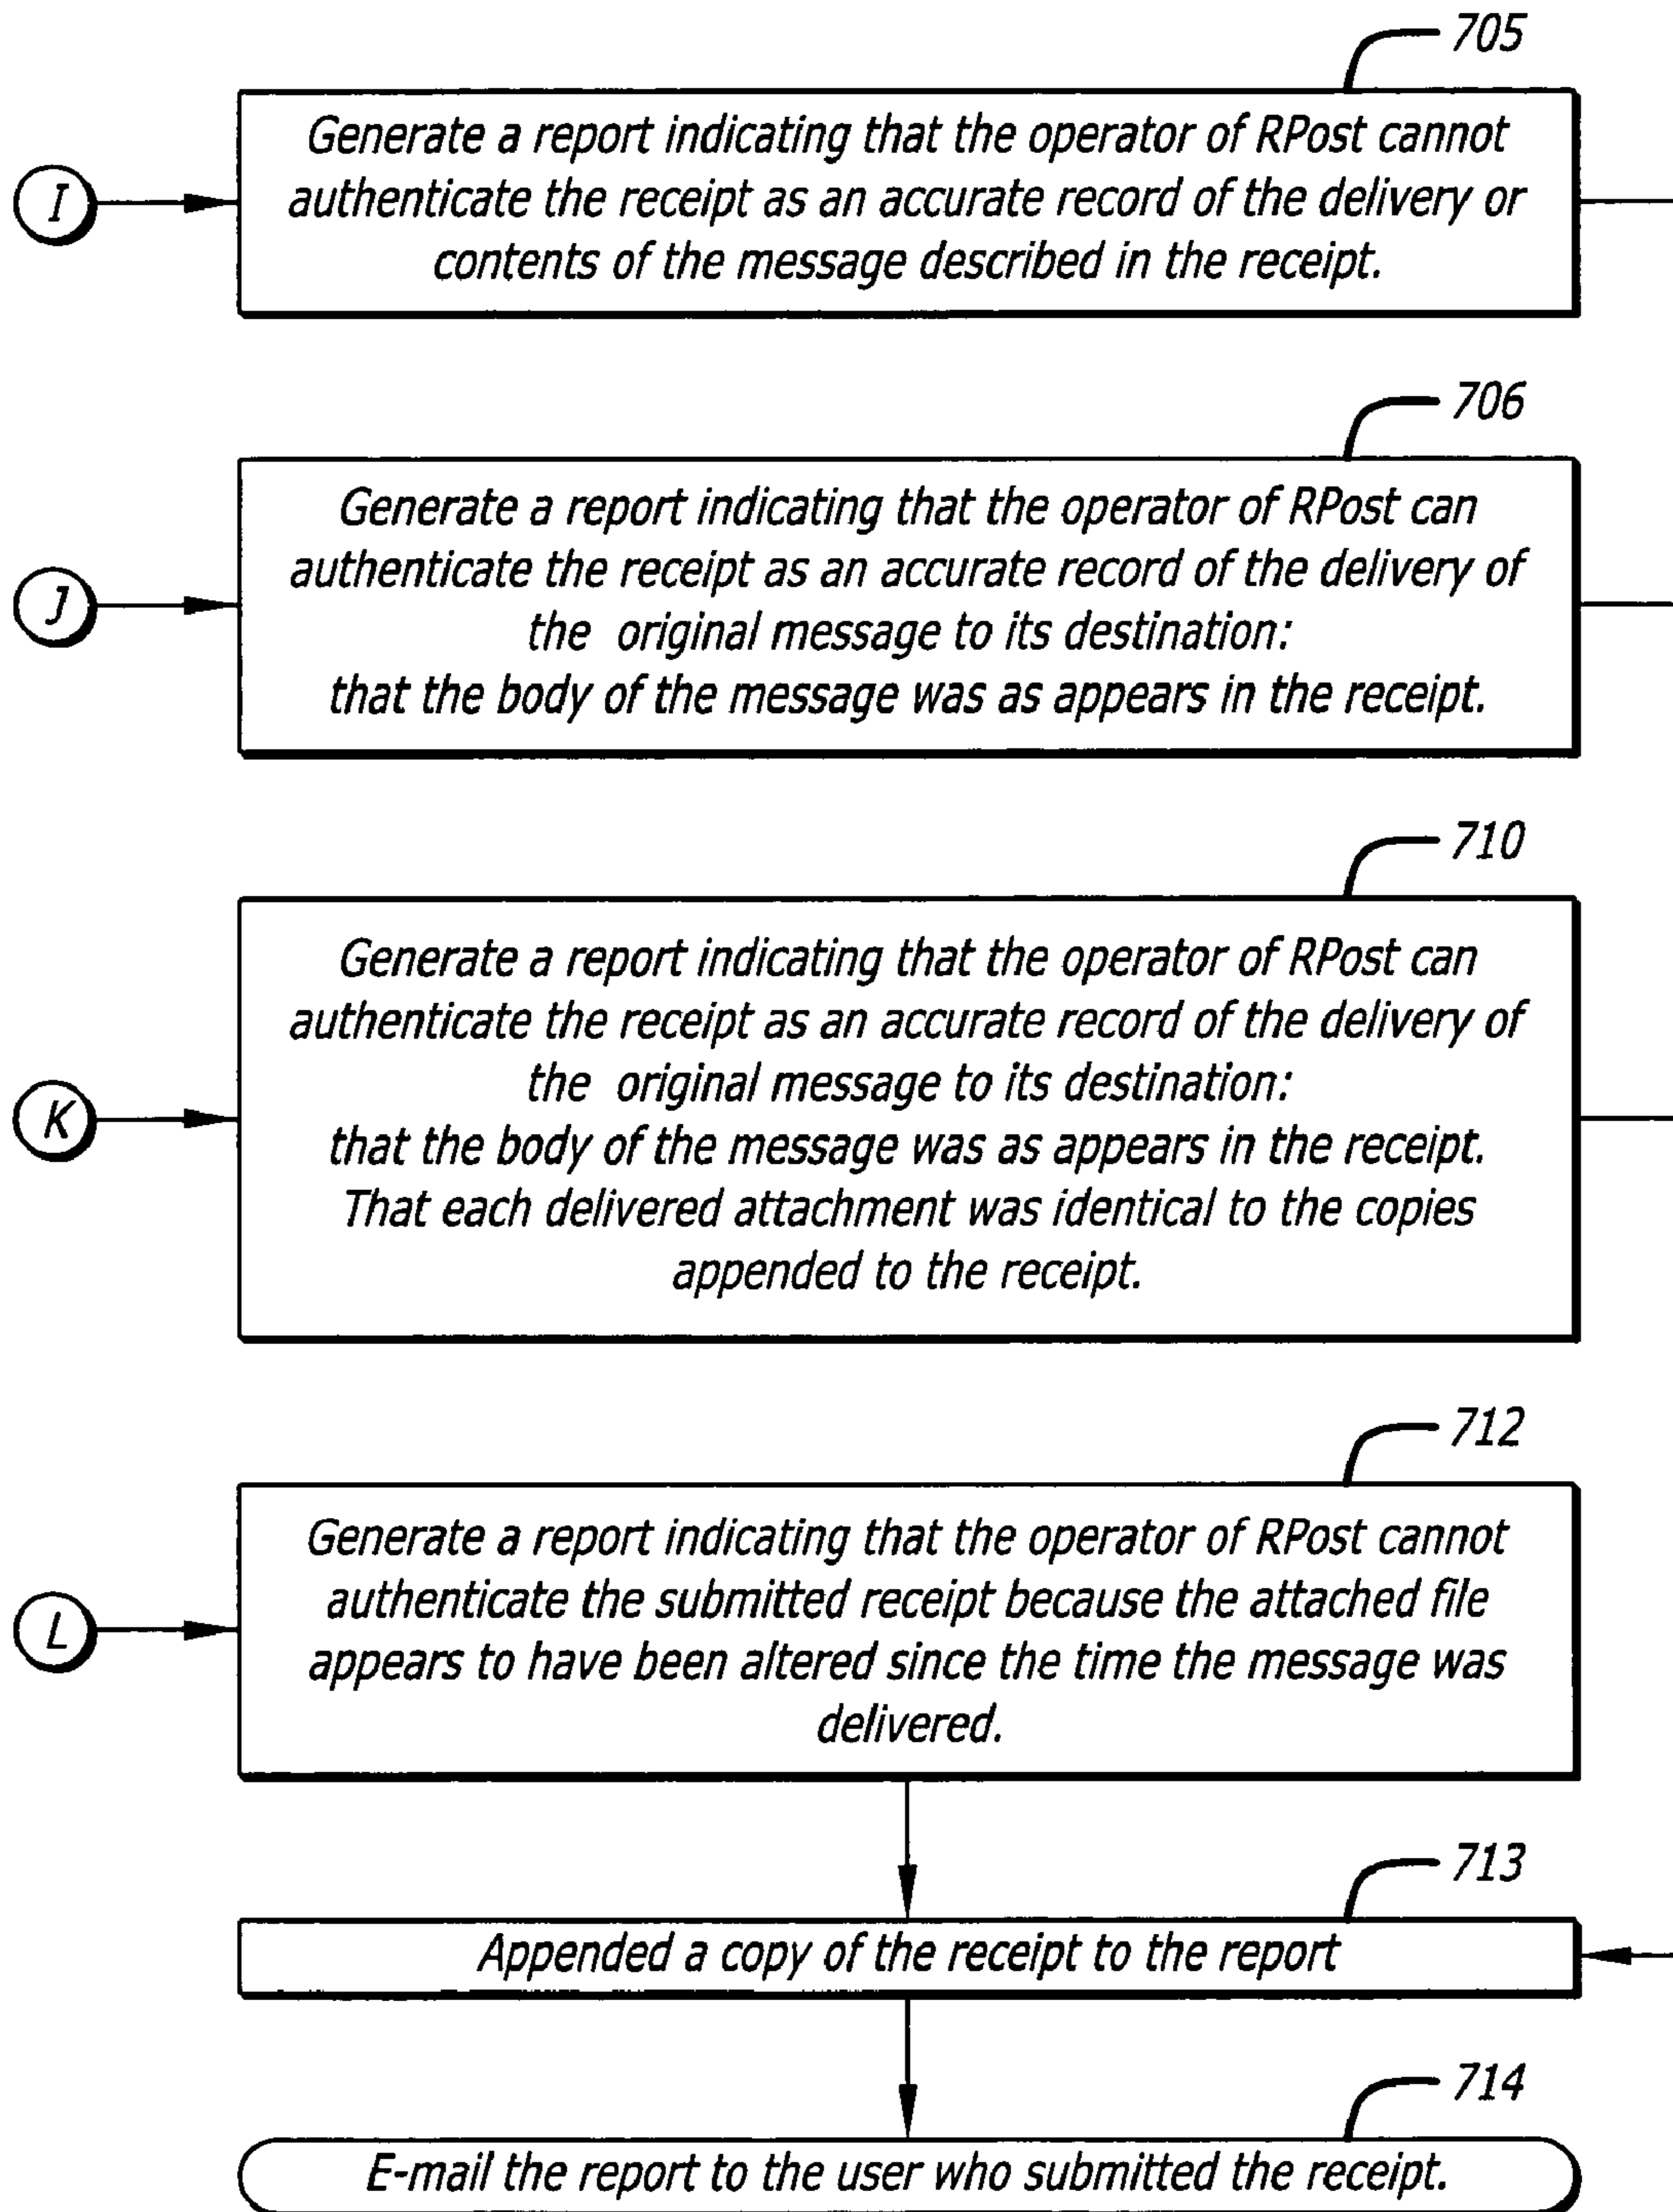 705
Generate a report indicating that the operator of RPost cannot
I
authenticate the receipt as an accurate record of the delivery or
contents of the message described in the receipt.
706
Generate a report indicating that the operator of RPost can
authenticate the receipt as an accurate record of the delivery of
J
the original message to its destination:
that the body of the message was as appears in the receipt.
710
Generate a report indicating that the operator of RPost can
authenticate the receipt as an accurate record of the delivery of
the original message to its destination:
K
that the body of the message was as appears in the receipt.
That each delivered attachment was identical to the copies
appended to the receipt.
712
Generate a report indicating that the operator of RPost cannot
authenticate the submitted receipt because the attached file
L
appears to have been altered since the time the message was
delivered.
713
Appended a copy of the receipt to the report
714
E-mail the report to the user who submitted the receipt.